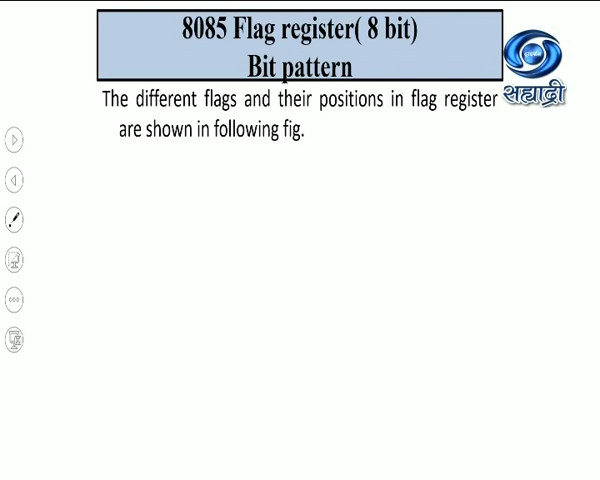 8085 Flag register( 8 bit)
Bit pattern
सह्याद्री
The different flags and their positions in flag register
are shown in following fig.